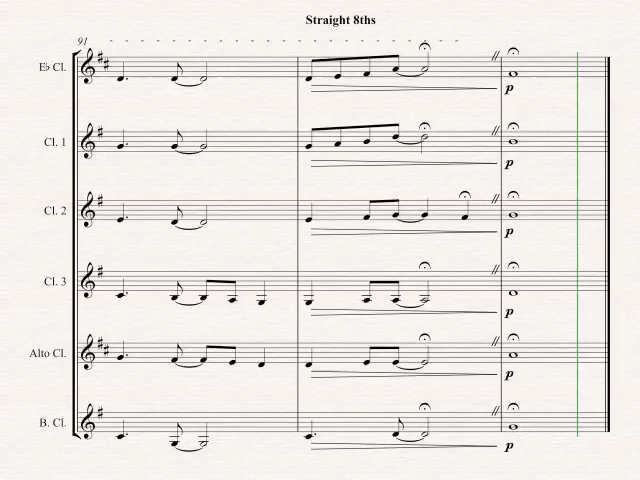 Straight 8ths
91
E♭ Cl.
p
Cl. 1
p
Cl. 2
p
Cl. 3
p
Alto Cl.
p
B. Cl.
p